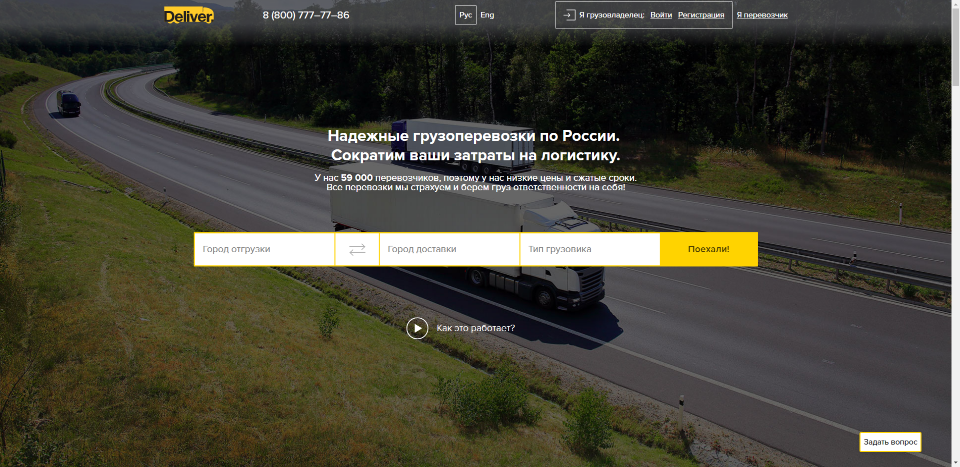 Deliver
8 (800) 777–77–86
Рус Eng
Я грузовладелец: Войти Регистрация Я перевозчик
Надежные грузоперевозки по России.
Сократим ваши затраты на логистику.
У нас 59 000 перевозчиков, поэтому у нас низкие цены и сжатые сроки.
Все перевозки мы страхуем и берем груз ответственности на себя!
Город отгрузки
Город доставки
Тип грузовика
Поехали!
Как это работает?
Задать вопрос